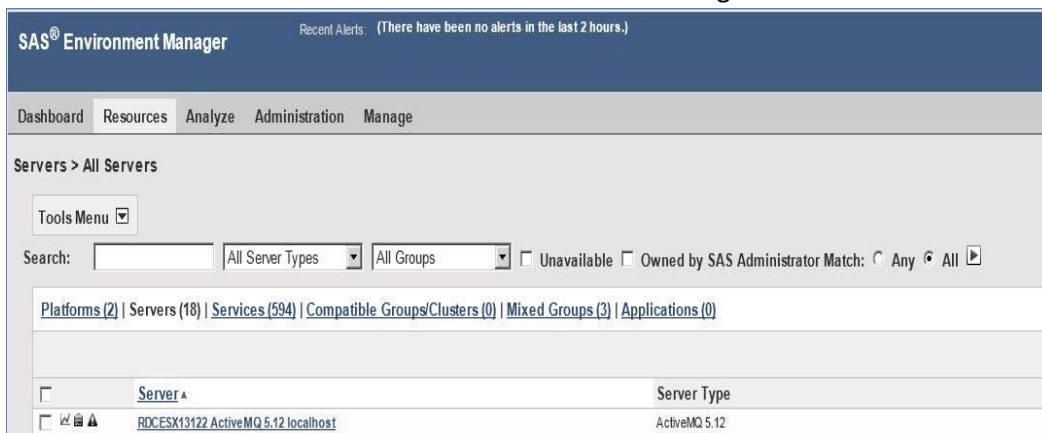 SAS® Environment Manager
Recent Alerts: (There have been no alerts in the last 2 hours.)
Dashboard Resources Analyze Administration Manage
Servers > All Servers
Tools Menu
Search: All Server Types All Groups Unavailable Owned by SAS Administrator Match: Any All
Platforms (2) | Servers (18) | Services (594) | Compatible Groups/Clusters (0) | Mixed Groups (3) | Applications (0)
Server Server Type
RDCESX13122 ActiveMQ 5.12 localhost ActiveMQ 5.12